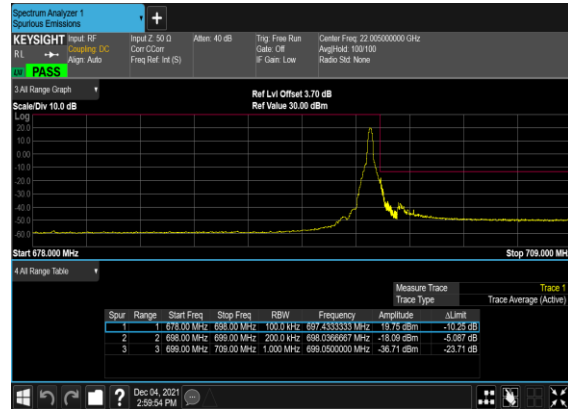 Spectrum Analyzer 1
Spurious Emissions
+
KEYSIGHT Input: RF Input Z: 50 Ω Atten: 40 dB Trig: Free Run Center Freq: 22.005000000 GHz
RL Coupling: DC Corr CCorr Gate: Off Avg|Hold: 100/100
Align: Auto Freq Ref: Int (S) IF Gain: Low Radio Std: None
LW PASS
3 All Range Graph
Ref Lvl Offset 3.70 dB
Scale/Div 10.0 dB Ref Value 30.00 dBm
Log
20.0
10.0
0.00
-10.0
-20.0
-30.0
-40.0
-50.0
-60.0
Start 678.000 MHz Stop 709.000 MH
4 All Range Table
Measure Trace Trace 1
Trace Type Trace Average (Active)
Spur Range Start Freq Stop Freq RBW Frequency Amplitude ΔLimit
1 1 678.00 MHz 698.00 MHz 100.0 kHz 697.4333333 MHz 19.75 dBm -10.25 dB
2 2 698.00 MHz 699.00 MHz 200.0 kHz 698.0366667 MHz -18.09 dBm -5.087 dB
3 3 699.00 MHz 709.00 MHz 1.000 MHz 699.0500000 MHz -36.71 dBm -23.71 dB
? Dec 04, 2021
2:59:54 PM